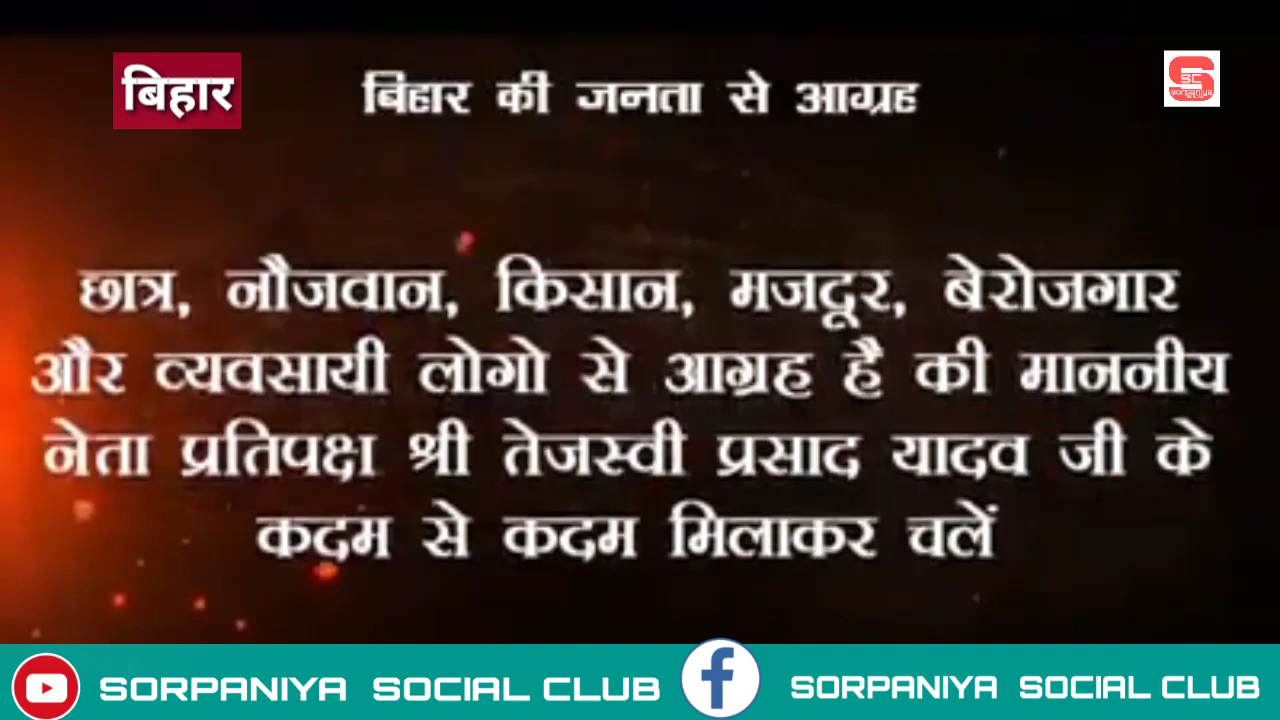 बिहार
बिहार की जनता से आग्रह
छात्र, नौजवान, किसान, मजदूर, बेरोजगार
और व्यवसायी लोगो से आग्रह है की माननीय
नेता प्रतिपक्ष श्री तेजस्वी प्रसाद यादव जी के
कदम से कदम मिलाकर चलें
SORPANIYA SOCIAL CLUB
SORPANIYA SOCIAL CLUB